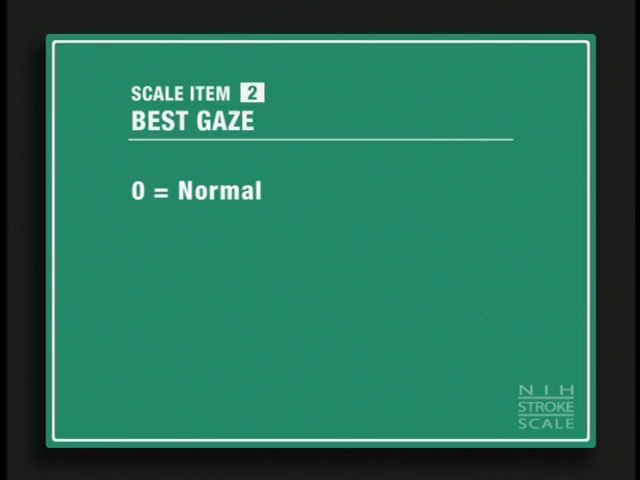 SCALE ITEM 2
BEST GAZE
0 = Normal
NIH
STROKE
SCALE